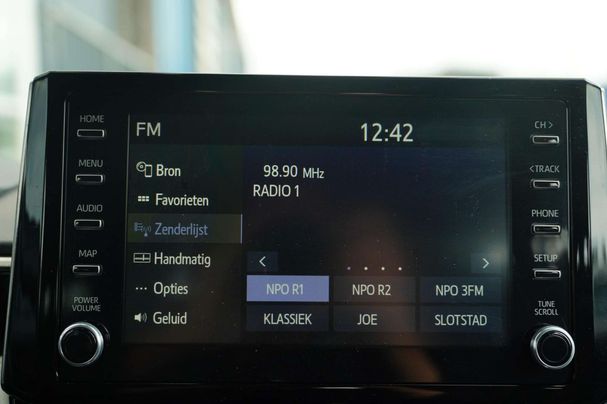 HOME
MENU
AUDIO
MAP
POWER
VOLUME
FM
12:42
Bron
Favorieten
Zenderlijst
Handmatig
Opties
Geluid
98.90 MHz
RADIO 1
< >
NPO R1 NPO R2 NPO 3FM
KLASSIEK JOE SLOTSTAD
CH >
< TRACK
PHONE
SETUP
TUNE
SCROLL